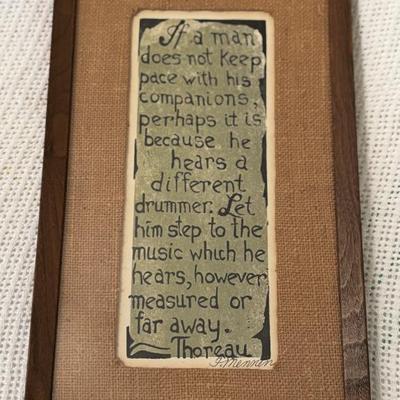 If a man
does not keep
pace with his
companions,
perhaps it is
because he
hears a
different
drummer. Let
him step to the
music which he
hears, however
measured or
far away.
Thoreau